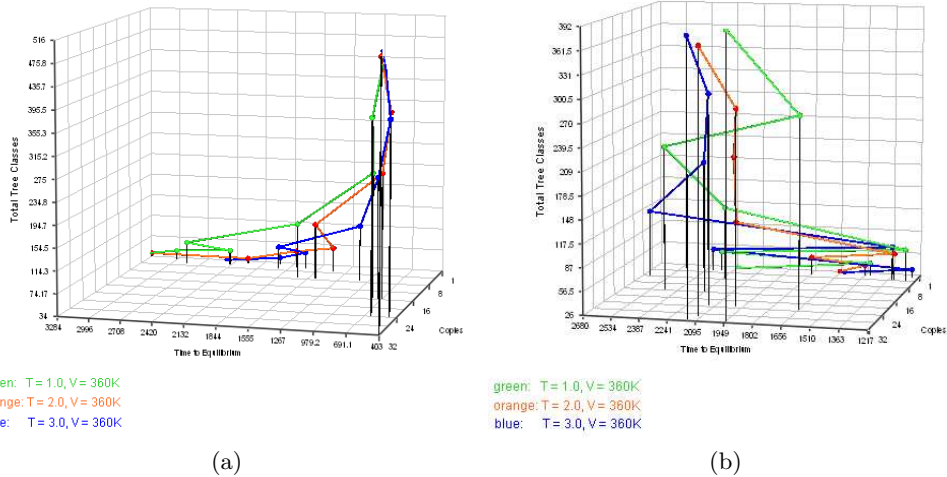 516
475.8
435.7
395.5
355.3
315.2
275
234.8
194.7
154.5
114.3
74.17
34
Total Tree Classes
3284 2996 2708 2420 2132 1844 1555 1267 979.2 691.1 403
Time to Equilibrium
32 24 16 8 1
Copies
en: T = 1.0, V = 360K
nge: T = 2.0, V = 360K
e: T = 3.0, V = 360K
(a)
392
361.5
331
300.5
270
239.5
209
178.5
148
117.5
87
56.5
26
Total Tree Classes
2680 2534 2387 2241 2095 1949 1802 1656 1510 1363 1217
Time to Equilibrium
32 24 16 8 1
Copies
green: T = 1.0, V = 360K
orange: T = 2.0, V = 360K
blue: T = 3.0, V = 360K
(b)